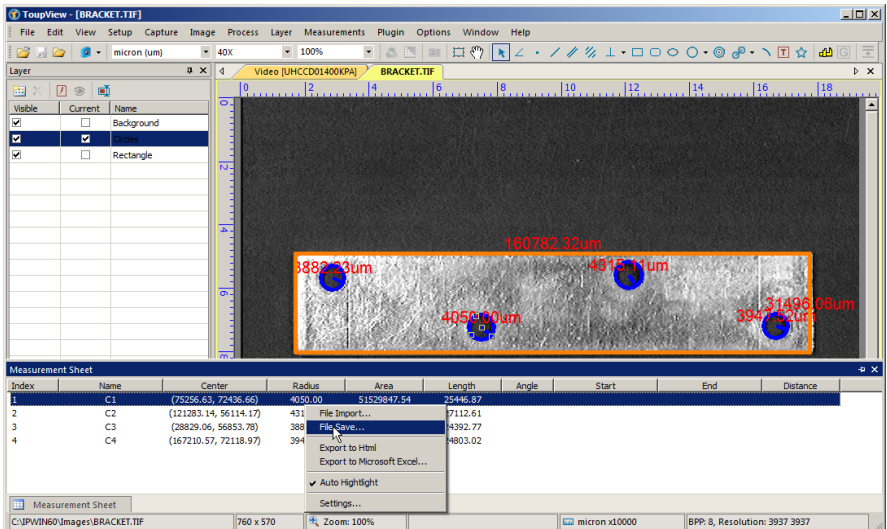 ToupView - [BRACKET.TIF]
File Edit View Setup Capture Image Process Layer Measurements Plugin Options Window Help
micron (um) 40X 100%
Layer
Video [UHCCD01400KPA] BRACKET.TIF
Visible Current Name
Background
Circles
Rectangle
0 2 4 6 8 10 12 14 16 18
0
2
4
6
8
160782.32um
3882.23um
4315.11um
31496.06um
4050.00um
3947.52um
Measurement Sheet
Index Name Center Radius Area Length Angle Start End Distance
1 C1 (75256.63, 72436.66) 4050.00 51529847.54 25446.87
2 C2 (121283.14, 56114.17) 431 27112.61
3 C3 (28829.06, 56853.78) 388 24392.77
4 C4 (167210.57, 72118.97) 394 24803.02
File Import...
File Save...
Export to Html
Export to Microsoft Excel...
Auto Hightlight
Settings...
Measurement Sheet
C:\IPWIN60\Images\BRACKET.TIF 760 x 570 Zoom: 100% micron x10000 BPP: 8, Resolution: 3937 3937